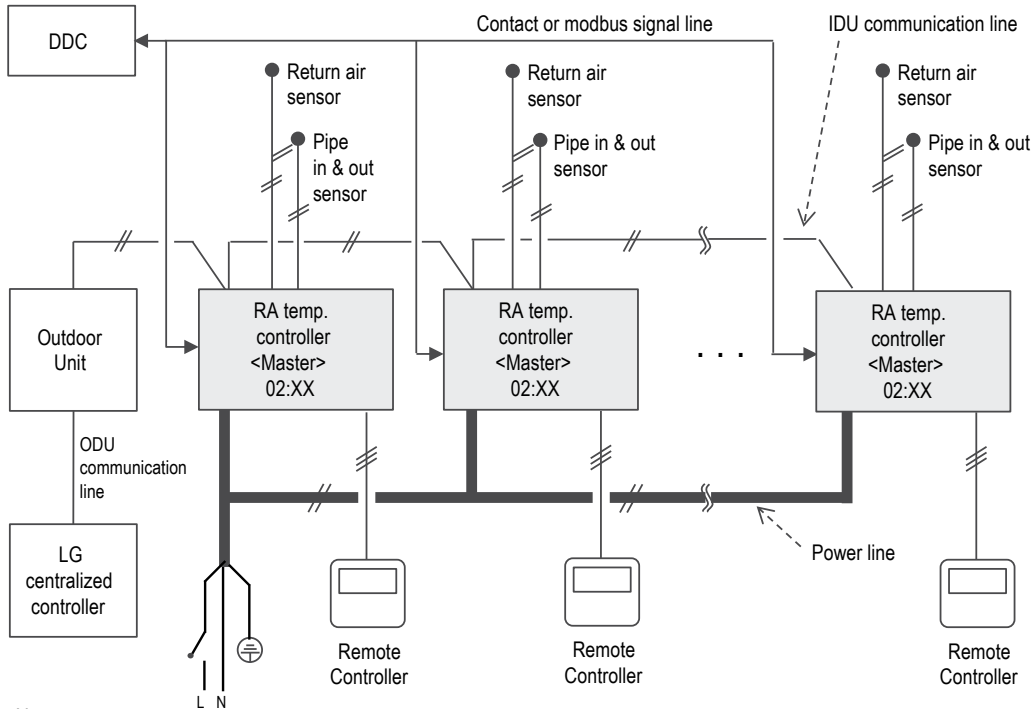 DDC
Contact or modbus signal line
IDU communication line
Return air
sensor
Return air
sensor
Return air
sensor
Pipe
in & out
sensor
Pipe in & out
sensor
Pipe in & out
sensor
Outdoor
Unit
RA temp.
controller
<Master>
02:XX
RA temp.
controller
<Master>
02:XX
. . .
RA temp.
controller
<Master>
02:XX
ODU
communication
line
LG
centralized
controller
Power line
Remote
Controller
Remote
Controller
Remote
Controller
L N